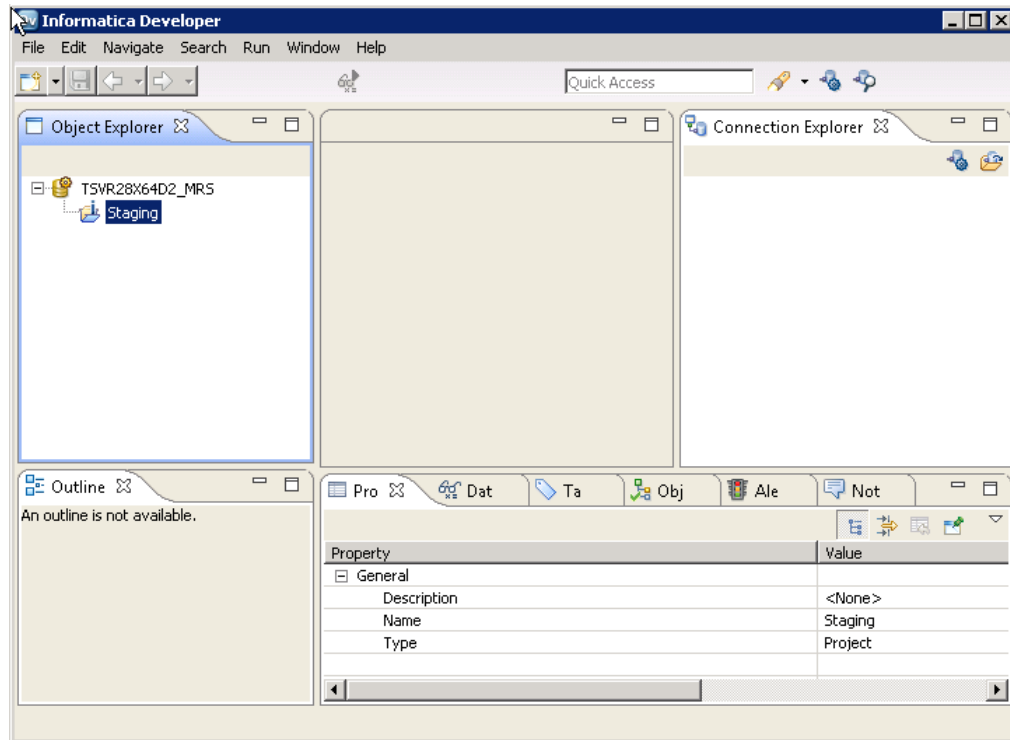 Informatica Developer
File Edit Navigate Search Run Window Help
Quick Access
Object Explorer
Connection Explorer
TSVR28X64D2_MRS
Staging
Outline
Pro Dat Ta Obj Ale Not
An outline is not available.
Property Value
General
Description <None>
Name Staging
Type Project